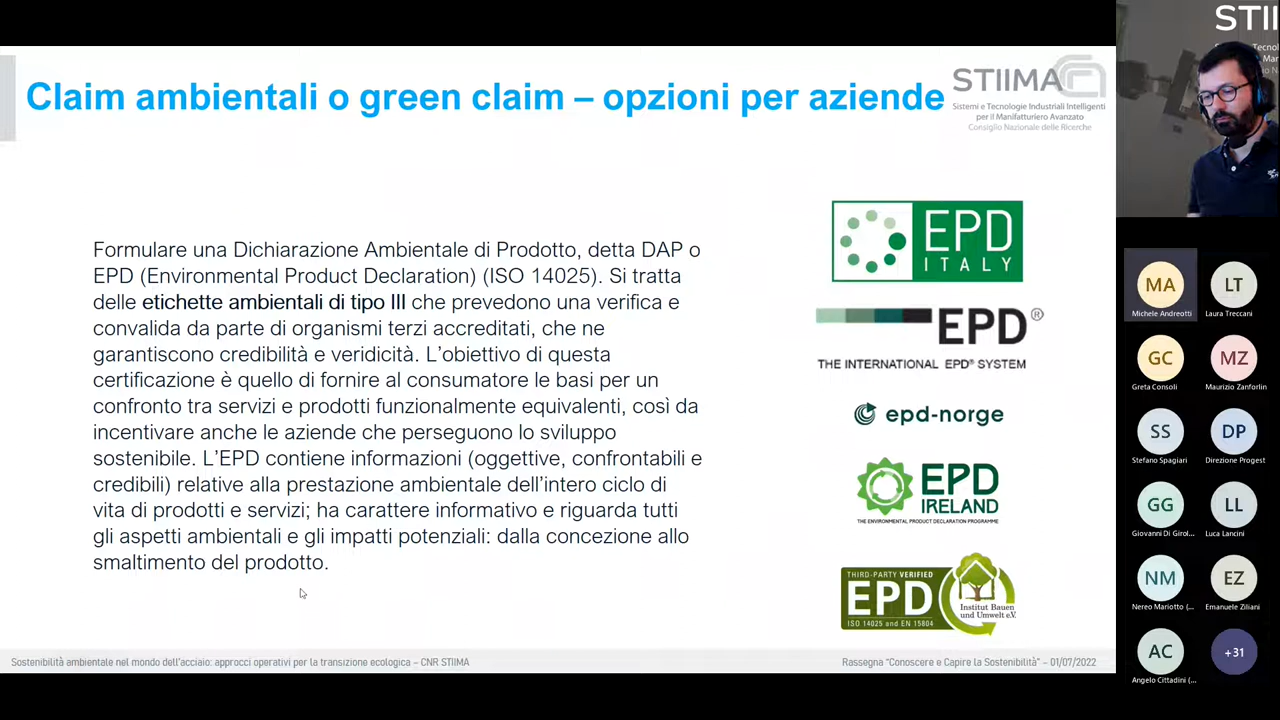 Claim ambientali o green claim – opzioni per aziende
STIIMA
Sistemi e Tecnologie Industriali Intelligenti
per il Manifatturiero Avanzato
Consiglio Nazionale delle Ricerche
Formulare una Dichiarazione Ambientale di Prodotto, detta DAP o
EPD (Environmental Product Declaration) (ISO 14025). Si tratta
delle etichette ambientali di tipo III che prevedono una verifica e
convalida da parte di organismi terzi accreditati, che ne
garantiscono credibilità e veridicità. L'obiettivo di questa
certificazione è quello di fornire al consumatore le basi per un
confronto tra servizi e prodotti funzionalmente equivalenti, così da
incentivare anche le aziende che perseguono lo sviluppo
sostenibile. L'EPD contiene informazioni (oggettive, confrontabili e
credibili) relative alla prestazione ambientale dell'intero ciclo di
vita di prodotti e servizi; ha carattere informativo e riguarda tutti
gli aspetti ambientali e gli impatti potenziali: dalla concezione allo
smaltimento del prodotto.
EPD
ITALY
EPD®
THE INTERNATIONAL EPD® SYSTEM
epd-norge
EPD
IRELAND
THE ENVIRONMENTAL PRODUCT DECLARATION PROGRAMME
THIRD-PARTY VERIFIED
EPD
ISO 14025 and EN 15804
Institut Bauen
und Umwelt e.V.
Sostenibilità ambientale nel mondo dell'acciaio: approcci operativi per la transizione ecologica – CNR STIIMA
Rassegna "Conoscere e Capire la Sostenibilità" – 01/07/2022
STII
MA
Michele Andreotti
LT
Laura Treccani
GC
Greta Consoli
MZ
Maurizio Zanforlin
SS
Stefano Spagiari
DP
Direzione Progest
GG
Giovanni Di Girol...
LL
Luca Lancini
NM
Nereo Mariotto (...
EZ
Emanuele Ziliani
AC
Angelo Cittadini (...
+31